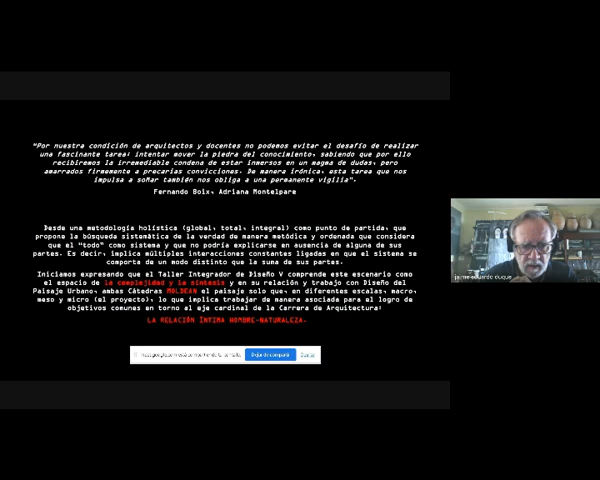 "Por nuestra condición de arquitectos y docentes no podemos evitar el desafío de realizar
una fascinante tarea: intentar mover la piedra del conocimiento, sabiendo que por ello
recibiremos la irremediable condena de estar inmersos en un magma de dudas, pero
amarrados firmemente a precarias convicciones. De manera irónica, esta tarea que nos
impulsa a soñar también nos obliga a una permanente vigilia".
Fernando Boix, Adriana Montelpare
Desde una metodología holística (global, total, integral) como punto de partida, que
propone la búsqueda sistemática de la verdad de manera metódica y ordenada que considera
que el "todo" como sistema y que no podría explicarse en ausencia de alguna de sus
partes. Es decir, implica múltiples interacciones constantes ligadas en que el sistema se
comporta de un modo distinto que la suma de sus partes.
Iniciamos expresando que el Taller Integrador de Diseño V comprende este escenario como
el espacio de la complejidad y la síntesis y en su relación y trabajo con Diseño del
Paisaje Urbano, ambas Cátedras MOLDEAN el paisaje solo que, en diferentes escalas, macro,
meso y micro (el proyecto), lo que implica trabajar de manera asociada para el logro de
objetivos comunes en torno al eje cardinal de la Carrera de Arquitectura:
LA RELACIÓN ÍNTIMA HOMBRE-NATURALEZA.
meet.google.com está compartiendo tu pantalla. Dejar de compartir Ocultar
jaime eduardo duque